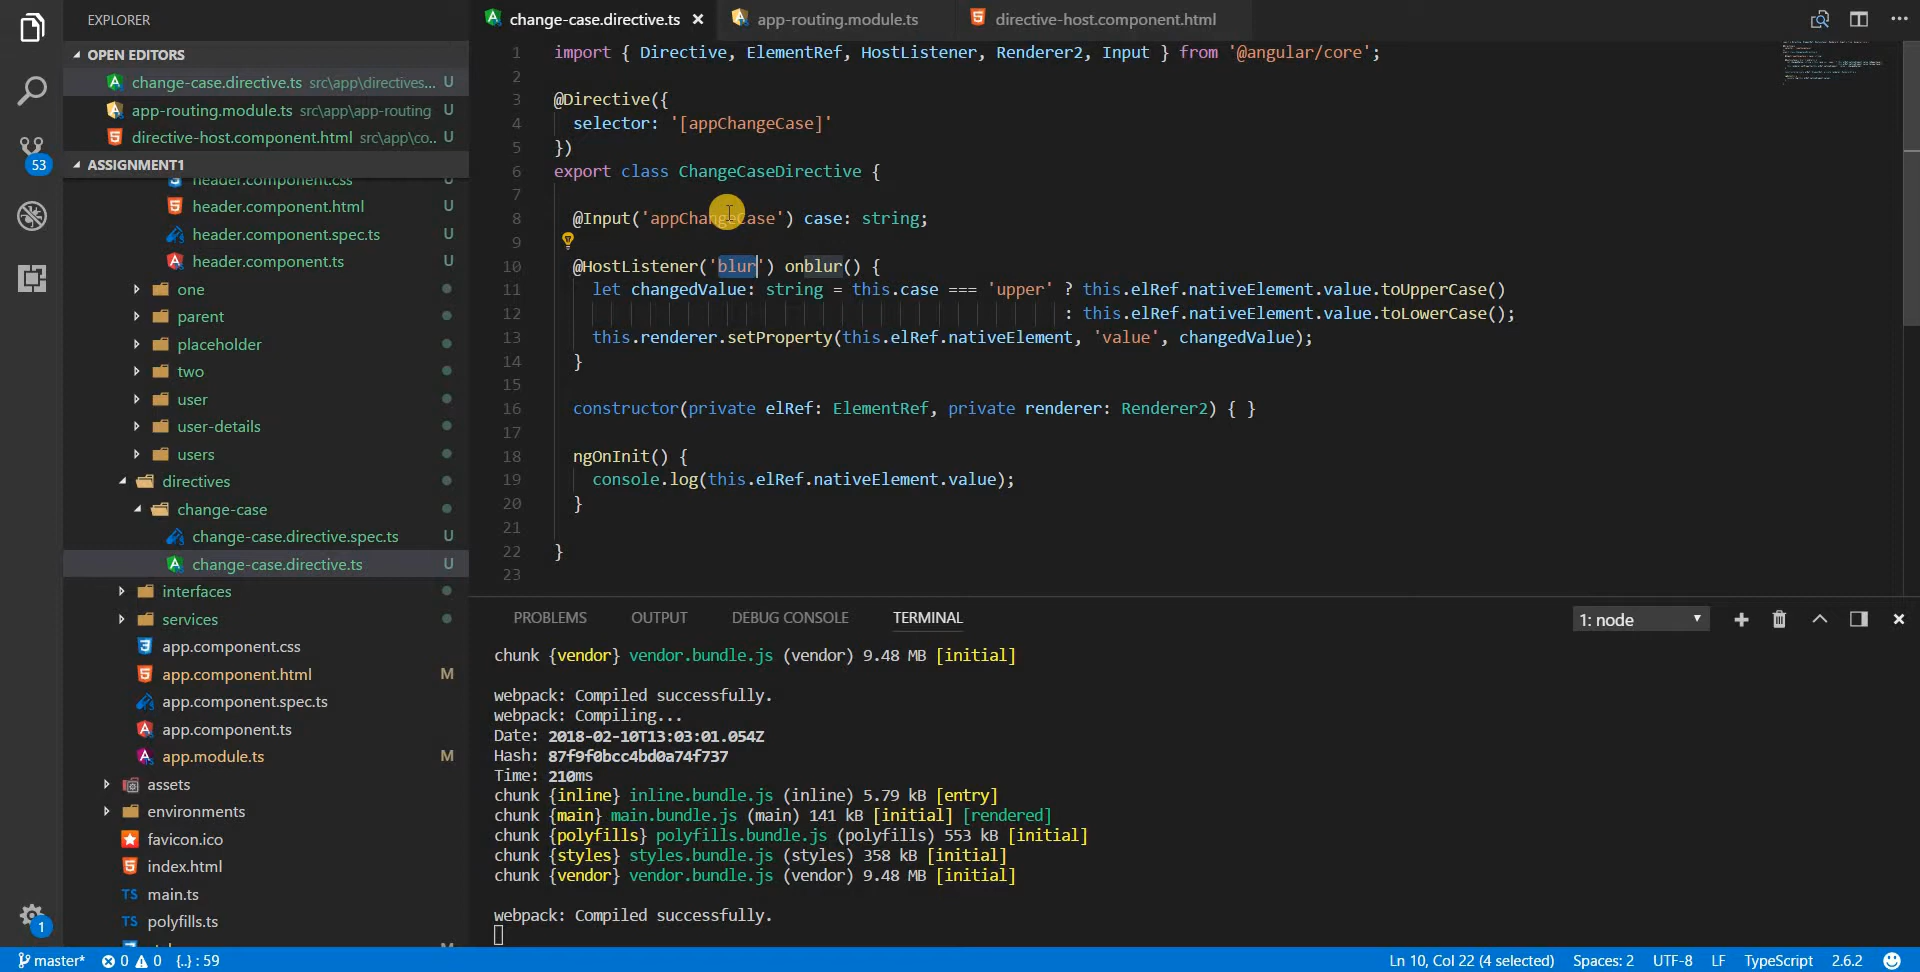 EXPLORER
OPEN EDITORS
change-case.directive.ts src\app\directives... U
app-routing.module.ts src\app\app-routing U
directive-host.component.html src\app\co... U
ASSIGNMENT1
header.component.css U
header.component.html U
header.component.spec.ts U
header.component.ts U
one
parent
placeholder
two
user
user-details
users
directives
change-case
change-case.directive.spec.ts U
change-case.directive.ts U
interfaces
services
app.component.css
app.component.html M
app.component.spec.ts
app.component.ts
app.module.ts M
assets
environments
favicon.ico
index.html
TS main.ts
TS polyfills.ts
53
1
change-case.directive.ts × app-routing.module.ts directive-host.component.html
1 import { Directive, ElementRef, HostListener, Renderer2, Input } from '@angular/core';
2
3 @Directive({
4 selector: '[appChangeCase]'
5 })
6 export class ChangeCaseDirective {
7
8 @Input('appChangeCase') case: string;
9
10 @HostListener('blur') onblur() {
11 let changedValue: string = this.case === 'upper' ? this.elRef.nativeElement.value.toUpperCase()
12 : this.elRef.nativeElement.value.toLowerCase();
13 this.renderer.setProperty(this.elRef.nativeElement, 'value', changedValue);
14 }
15
16 constructor(private elRef: ElementRef, private renderer: Renderer2) { }
17
18 ngOnInit() {
19 console.log(this.elRef.nativeElement.value);
20 }
21
22 }
23
PROBLEMS OUTPUT DEBUG CONSOLE TERMINAL 1: node
chunk {vendor} vendor.bundle.js (vendor) 9.48 MB [initial]
webpack: Compiled successfully.
webpack: Compiling...
Date: 2018-02-10T13:03:01.054Z
Hash: 87f9f0bcc4bd0a74f737
Time: 210ms
chunk {inline} inline.bundle.js (inline) 5.79 kB [entry]
chunk {main} main.bundle.js (main) 141 kB [initial] [rendered]
chunk {polyfills} polyfills.bundle.js (polyfills) 553 kB [initial]
chunk {styles} styles.bundle.js (styles) 358 kB [initial]
chunk {vendor} vendor.bundle.js (vendor) 9.48 MB [initial]
webpack: Compiled successfully.
master* 0 0 {..} : 59 Ln 10, Col 22 (4 selected) Spaces: 2 UTF-8 LF TypeScript 2.6.2